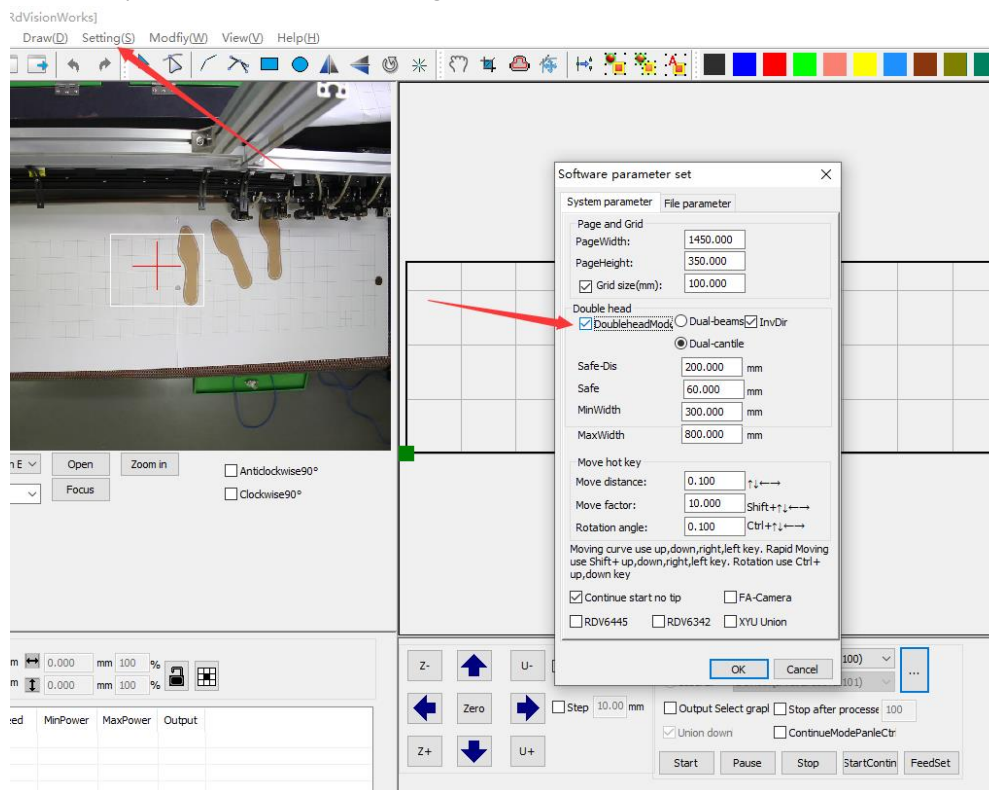 RdVisionWorks]
Draw(D) Setting(S) Modfiy(W) View(V) Help(H)
Software parameter set
System parameter File parameter
Page and Grid
PageWidth: 1450.000
PageHeight: 350.000
Grid size(mm): 100.000
Double head
DoubleheadMode Dual-beams InvDir
Dual-cantile
Safe-Dis 200.000 mm
Safe 60.000 mm
MinWidth 300.000 mm
MaxWidth 800.000 mm
Move hot key
Move distance: 0.100 ↑↓←→
Move factor: 10.000 Shift+↑↓←→
Rotation angle: 0.100 Ctrl+↑↓←→
Moving curve use up,down,right,left key. Rapid Moving
use Shift+ up,down,right,left key. Rotation use Ctrl+
up,down key
Continue start no tip FA-Camera
RDV6445 RDV6342 XYU Union
OK Cancel
n E Open Zoom in Anticlockwise90°
Focus Clockwise90°
m 0.000 mm 100 %
m 0.000 mm 100 %
eed MinPower MaxPower Output
Z- U- 100) ...
101)
Zero Step 10.00 mm Output Select grapl Stop after processe 100
Union down ContinueModePanleCtr
Z+ U+
Start Pause Stop StartContin FeedSet